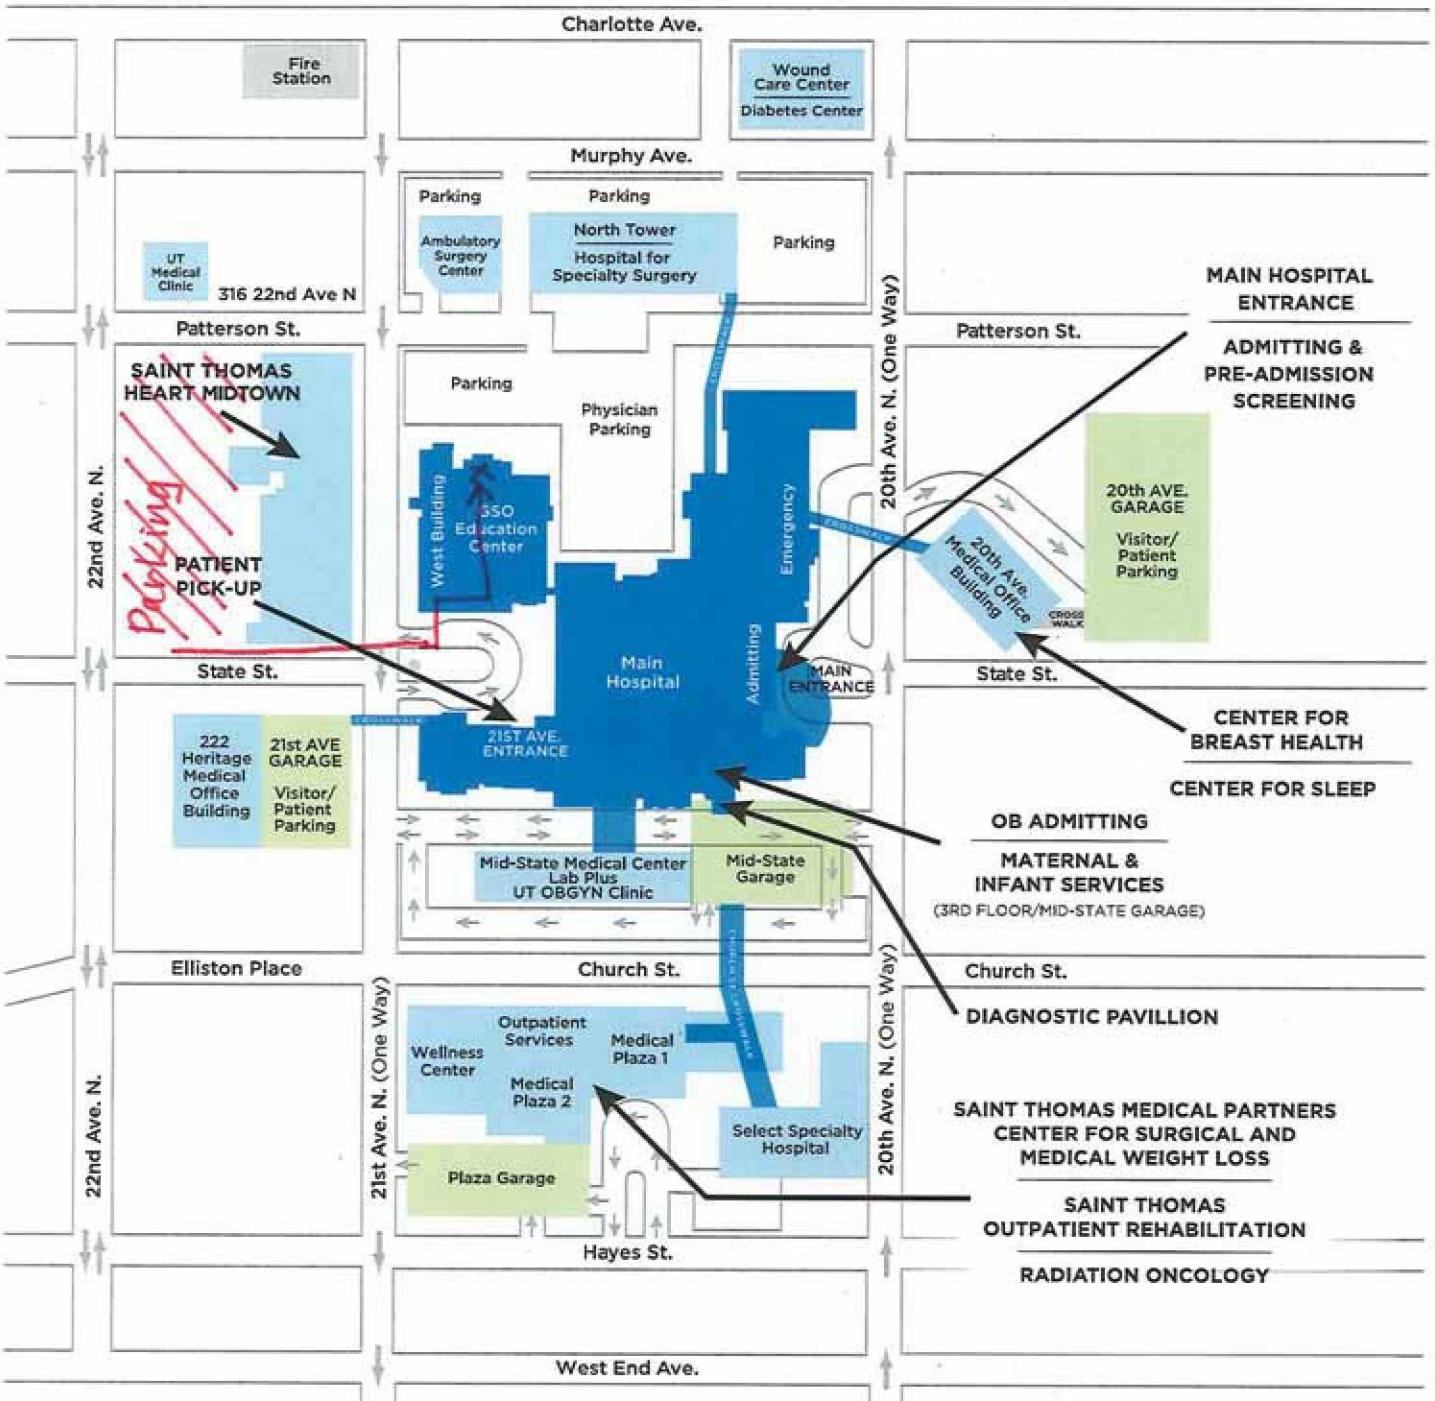 Charlotte Ave.
Fire
Station
Wound
Care Center
Diabetes Center
Murphy Ave.
Parking
Parking
Ambulatory
Surgery
Center
North Tower
Hospital for
Specialty Surgery
Parking
UT
Medical
Clinic
316 22nd Ave N
Patterson St.
Patterson St.
MAIN HOSPITAL
ENTRANCE
ADMITTING &
PRE-ADMISSION
SCREENING
SAINT THOMAS
HEART MIDTOWN
Parking
Physician
Parking
CROSSWALK
20th Ave. N. (One Way)
22nd Ave. N.
Parking
PATIENT
PICK-UP
West Building
GSO
Education
Center
Emergency
CROSSWALK
20th Ave.
Medical Office
Building
CROSS
WALK
20th AVE.
GARAGE
Visitor/
Patient
Parking
State St.
Main
Hospital
Admitting
MAIN
ENTRANCE
State St.
CENTER FOR
BREAST HEALTH
CENTER FOR SLEEP
222
Heritage
Medical
Office
Building
21st AVE
GARAGE
Visitor/
Patient
Parking
CROSSWALK
21ST AVE.
ENTRANCE
OB ADMITTING
MATERNAL &
INFANT SERVICES
(3RD FLOOR/MID-STATE GARAGE)
Mid-State Medical Center
Lab Plus
UT OBGYN Clinic
Mid-State
Garage
Elliston Place
Church St.
Church St.
CHURCH ST CROSSWALK
DIAGNOSTIC PAVILLION
22nd Ave. N.
21st Ave. N. (One Way)
Wellness
Center
Outpatient
Services
Medical
Plaza 1
Medical
Plaza 2
20th Ave. N. (One Way)
Select Specialty
Hospital
Plaza Garage
SAINT THOMAS MEDICAL PARTNERS
CENTER FOR SURGICAL AND
MEDICAL WEIGHT LOSS
SAINT THOMAS
OUTPATIENT REHABILITATION
RADIATION ONCOLOGY
Hayes St.
West End Ave.